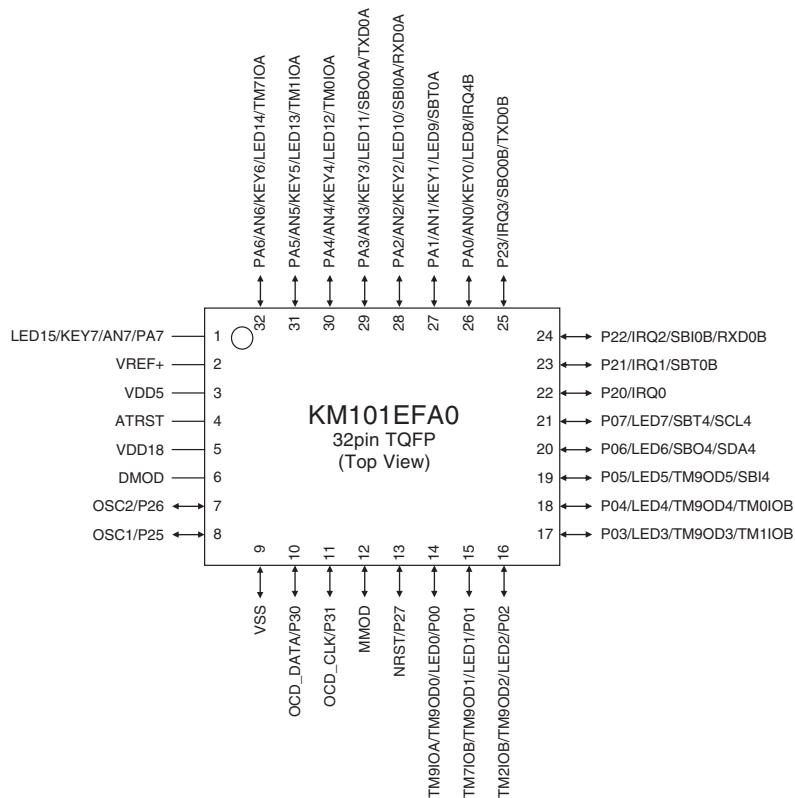 PA6/AN6/KEY6/LED14/TM7IOA
PA5/AN5/KEY5/LED13/TM1IOA
PA4/AN4/KEY4/LED12/TM0IOA
PA3/AN3/KEY3/LED11/SBO0A/TXD0A
PA2/AN2/KEY2/LED10/SBI0A/RXD0A
PA1/AN1/KEY1/LED9/SBT0A
PA0/AN0/KEY0/LED8/IRQ4B
P23/IRQ3/SBO0B/TXD0B
32
31
30
29
28
27
26
25
LED15/KEY7/AN7/PA7 1
VREF+ 2
VDD5 3
ATRST 4
VDD18 5
DMOD 6
OSC2/P26 7
OSC1/P25 8
KM101EFA0
32pin TQFP
(Top View)
24 P22/IRQ2/SBI0B/RXD0B
23 P21/IRQ1/SBT0B
22 P20/IRQ0
21 P07/LED7/SBT4/SCL4
20 P06/LED6/SBO4/SDA4
19 P05/LED5/TM9OD5/SBI4
18 P04/LED4/TM9OD4/TM0IOB
17 P03/LED3/TM9OD3/TM1IOB
9
10
11
12
13
14
15
16
VSS
OCD_DATA/P30
OCD_CLK/P31
MMOD
NRST/P27
TM9IOA/TM9OD0/LED0/P00
TM7IOB/TM9OD1/LED1/P01
TM2IOB/TM9OD2/LED2/P02